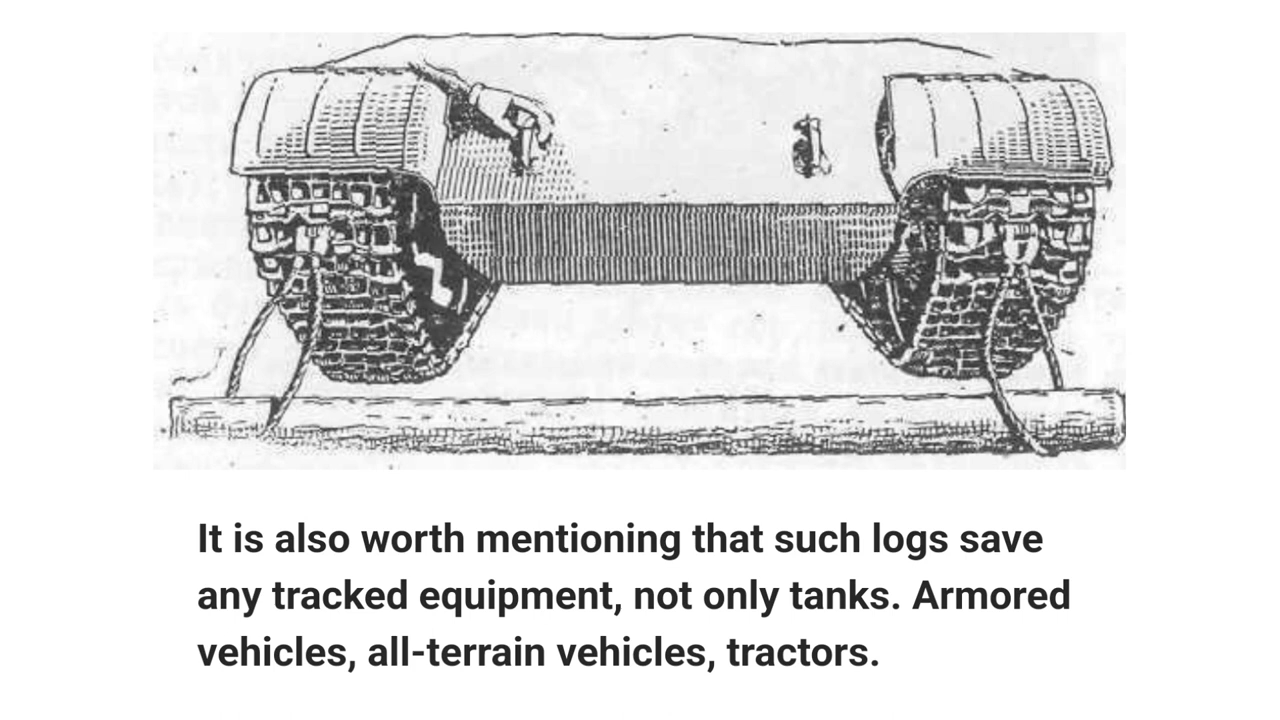 It is also worth mentioning that such logs save
any tracked equipment, not only tanks. Armored
vehicles, all-terrain vehicles, tractors.